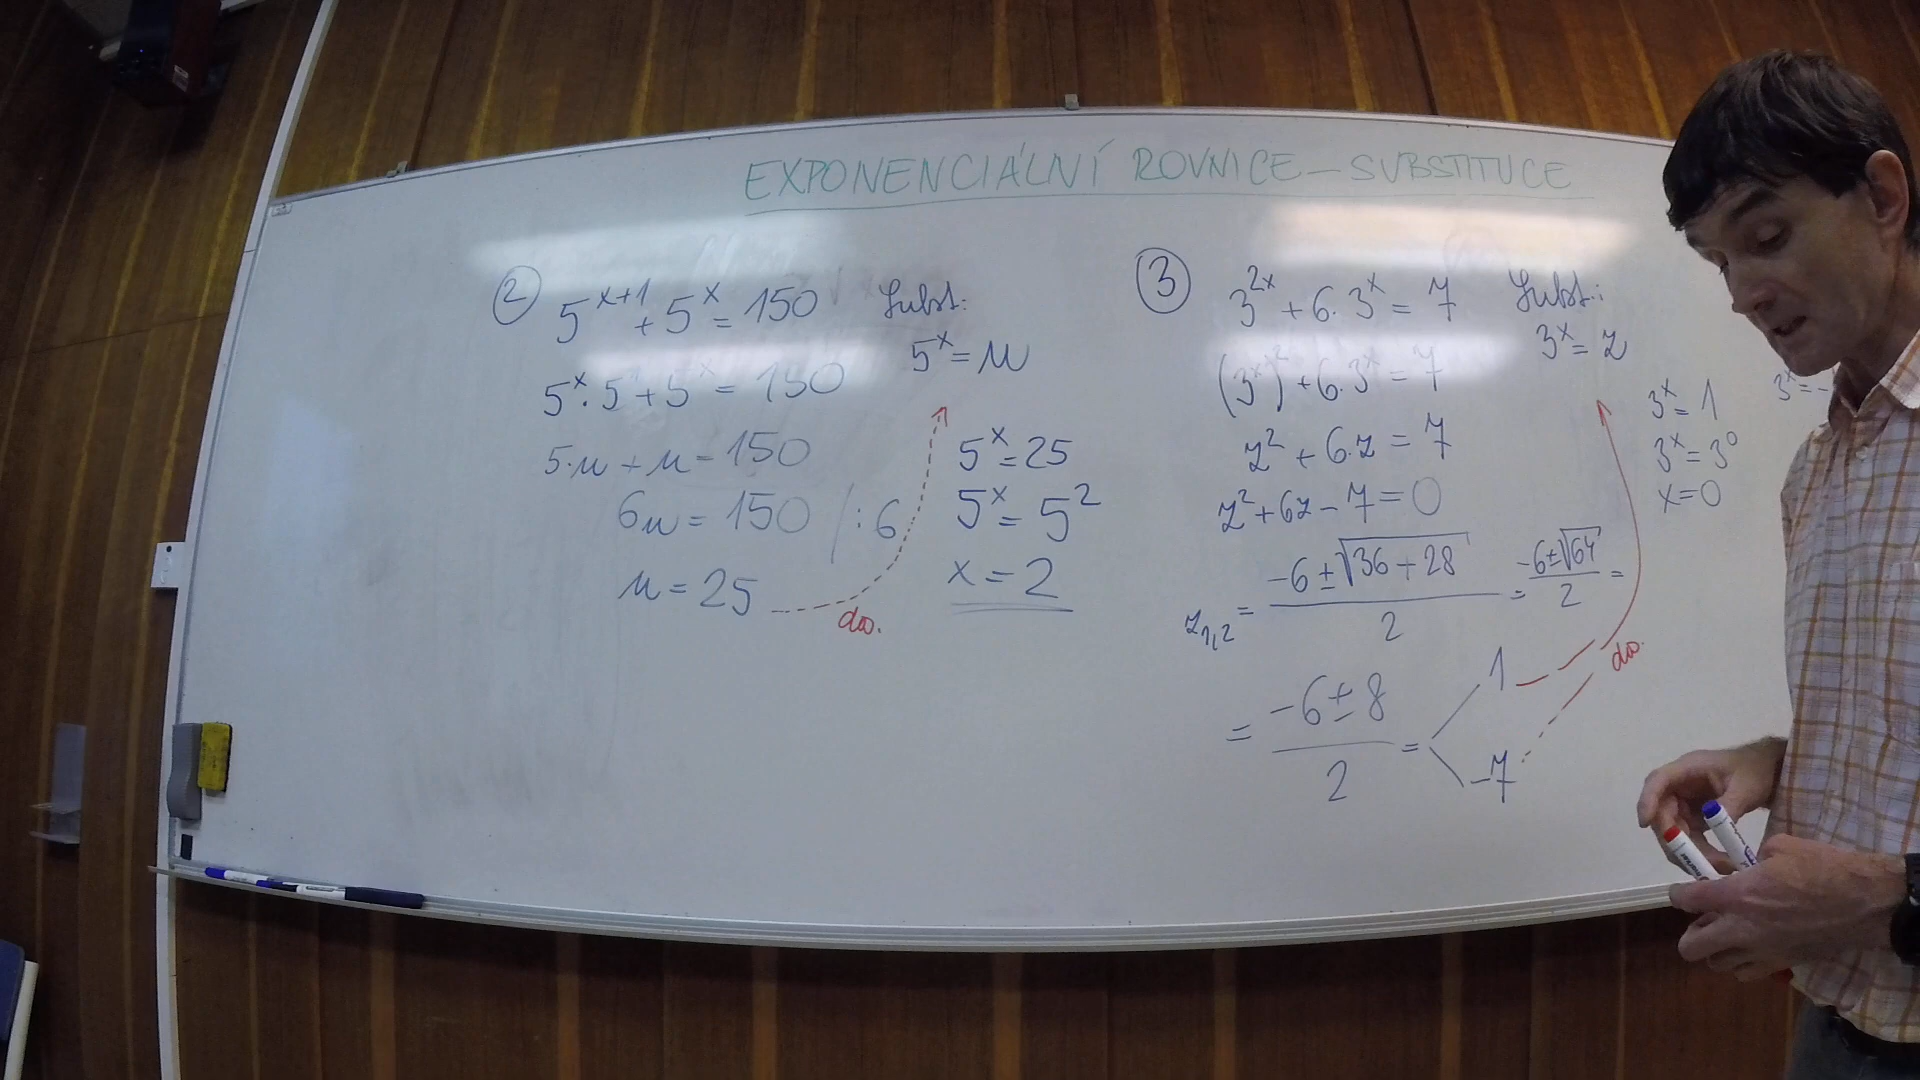 EXPONENCIÁLNÍ ROVNICE – SUBSTITUCE
② 5^{x+1} + 5^x = 150 Subst:
5^x = u
5^x · 5^1 + 5^x = 150
5·u + u = 150
6u = 150 / :6
u = 25
do.
5^x = 25
5^x = 5^2
x = 2
③ 3^{2x} + 6·3^x = 7 Subst.:
3^x = z
(3^x)^2 + 6·3^x = 7
z^2 + 6·z = 7
z^2 + 6z – 7 = 0
z_{1,2} = (-6 ± √(36 + 28))/2 = (-6 ± √64)/2 =
= (-6 ± 8)/2 = < 1
-7
do.
3^x = 1
3^x = 3^0
x = 0
3^x = -